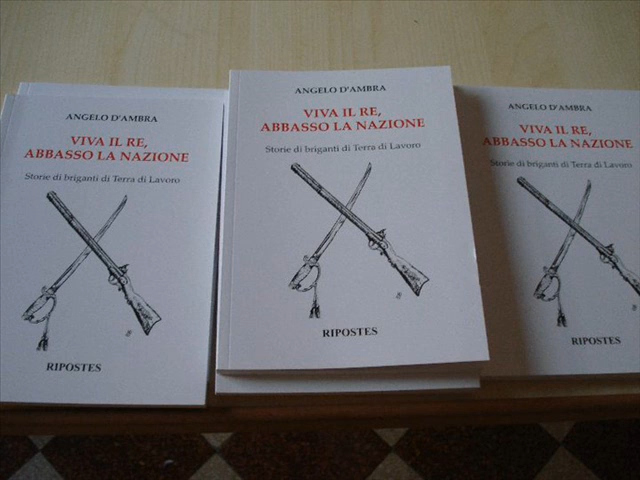 ANGELO D'AMBRA
VIVA IL RE,
ABBASSO LA NAZIONE
Storie di briganti di Terra di Lavoro
RIPOSTES
ANGELO D'AMBRA
VIVA IL RE,
ABBASSO LA NAZIONE
Storie di briganti di Terra di Lavoro
RIPOSTES
ANGELO D'AMBRA
VIVA IL RE,
ABBASSO LA NAZIONE
Storie di briganti di Terra di Lavoro
RIPOSTES